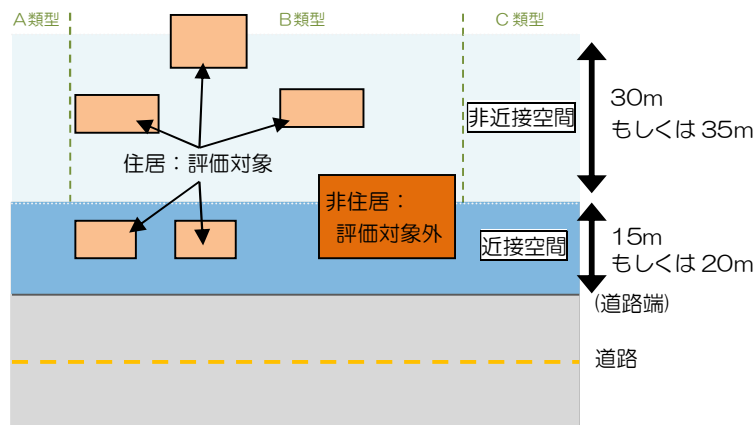 A類型
B類型
C類型
30m
もしくは35m
非近接空間
住居：評価対象
非住居：
評価対象外
近接空間
15m
もしくは20m
(道路端)
道路